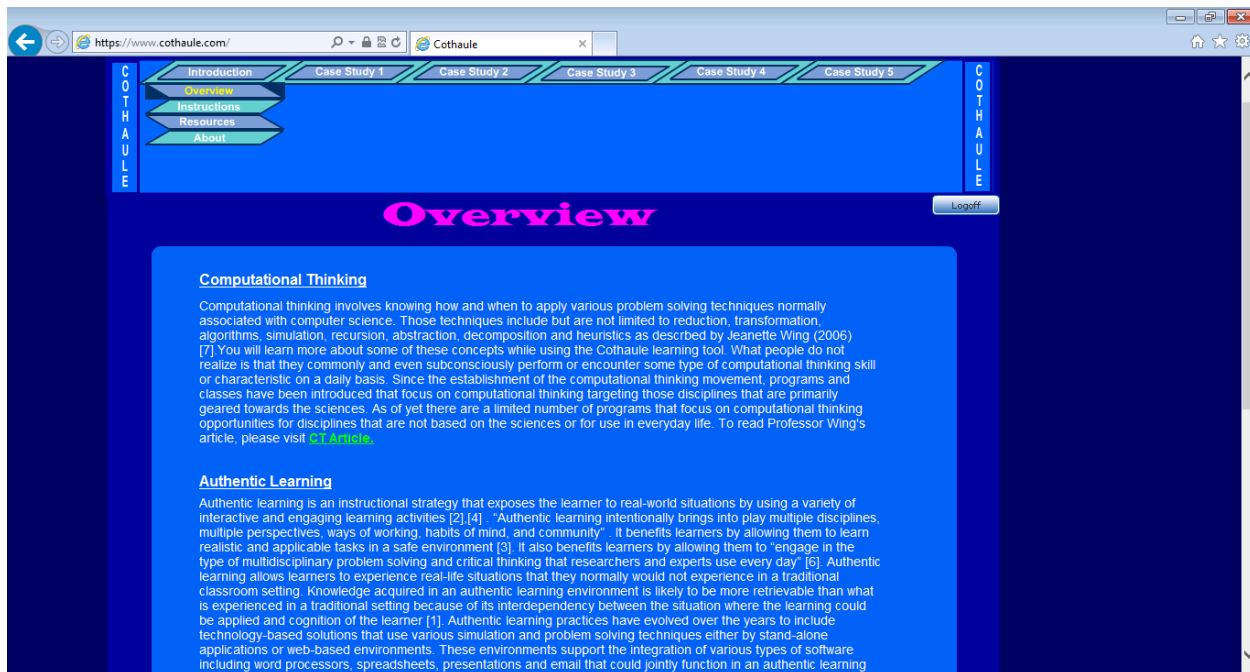 https://www.cothaule.com/
Cothaule
COTHAULE
Introduction
Case Study 1
Case Study 2
Case Study 3
Case Study 4
Case Study 5
COTHAULE
Overview
Instructions
Resources
About
Overview
Logoff
Computational Thinking
Computational thinking involves knowing how and when to apply various problem solving techniques normally
associated with computer science. Those techniques include but are not limited to reduction, transformation,
algorithms, simulation, recursion, abstraction, decomposition and heuristics as descrbed by Jeanette Wing (2006)
[7].You will learn more about some of these concepts while using the Cothaule learning tool. What people do not
realize is that they commonly and even subconsciously perform or encounter some type of computational thinking skill
or characteristic on a daily basis. Since the establishment of the computational thinking movement, programs and
classes have been introduced that focus on computational thinking targeting those disciplines that are primarily
geared towards the sciences. As of yet there are a limited number of programs that focus on computational thinking
opportunities for disciplines that are not based on the sciences or for use in everyday life. To read Professor Wing's
article, please visit CT Article.
Authentic Learning
Authentic learning is an instructional strategy that exposes the learner to real-world situations by using a variety of
interactive and engaging learning activities [2],[4] . “Authentic learning intentionally brings into play multiple disciplines,
multiple perspectives, ways of working, habits of mind, and community” . It benefits learners by allowing them to learn
realistic and applicable tasks in a safe environment [3]. It also benefits learners by allowing them to “engage in the
type of multidisciplinary problem solving and critical thinking that researchers and experts use every day” [6]. Authentic
learning allows learners to experience real-life situations that they normally would not experience in a traditional
classroom setting. Knowledge acquired in an authentic learning environment is likely to be more retrievable than what
is experienced in a traditional setting because of its interdependency between the situation where the learning could
be applied and cognition of the learner [1]. Authentic learning practices have evolved over the years to include
technology-based solutions that use various simulation and problem solving techniques either by stand-alone
applications or web-based environments. These environments support the integration of various types of software
including word processors, spreadsheets, presentations and email that could jointly function in an authentic learning